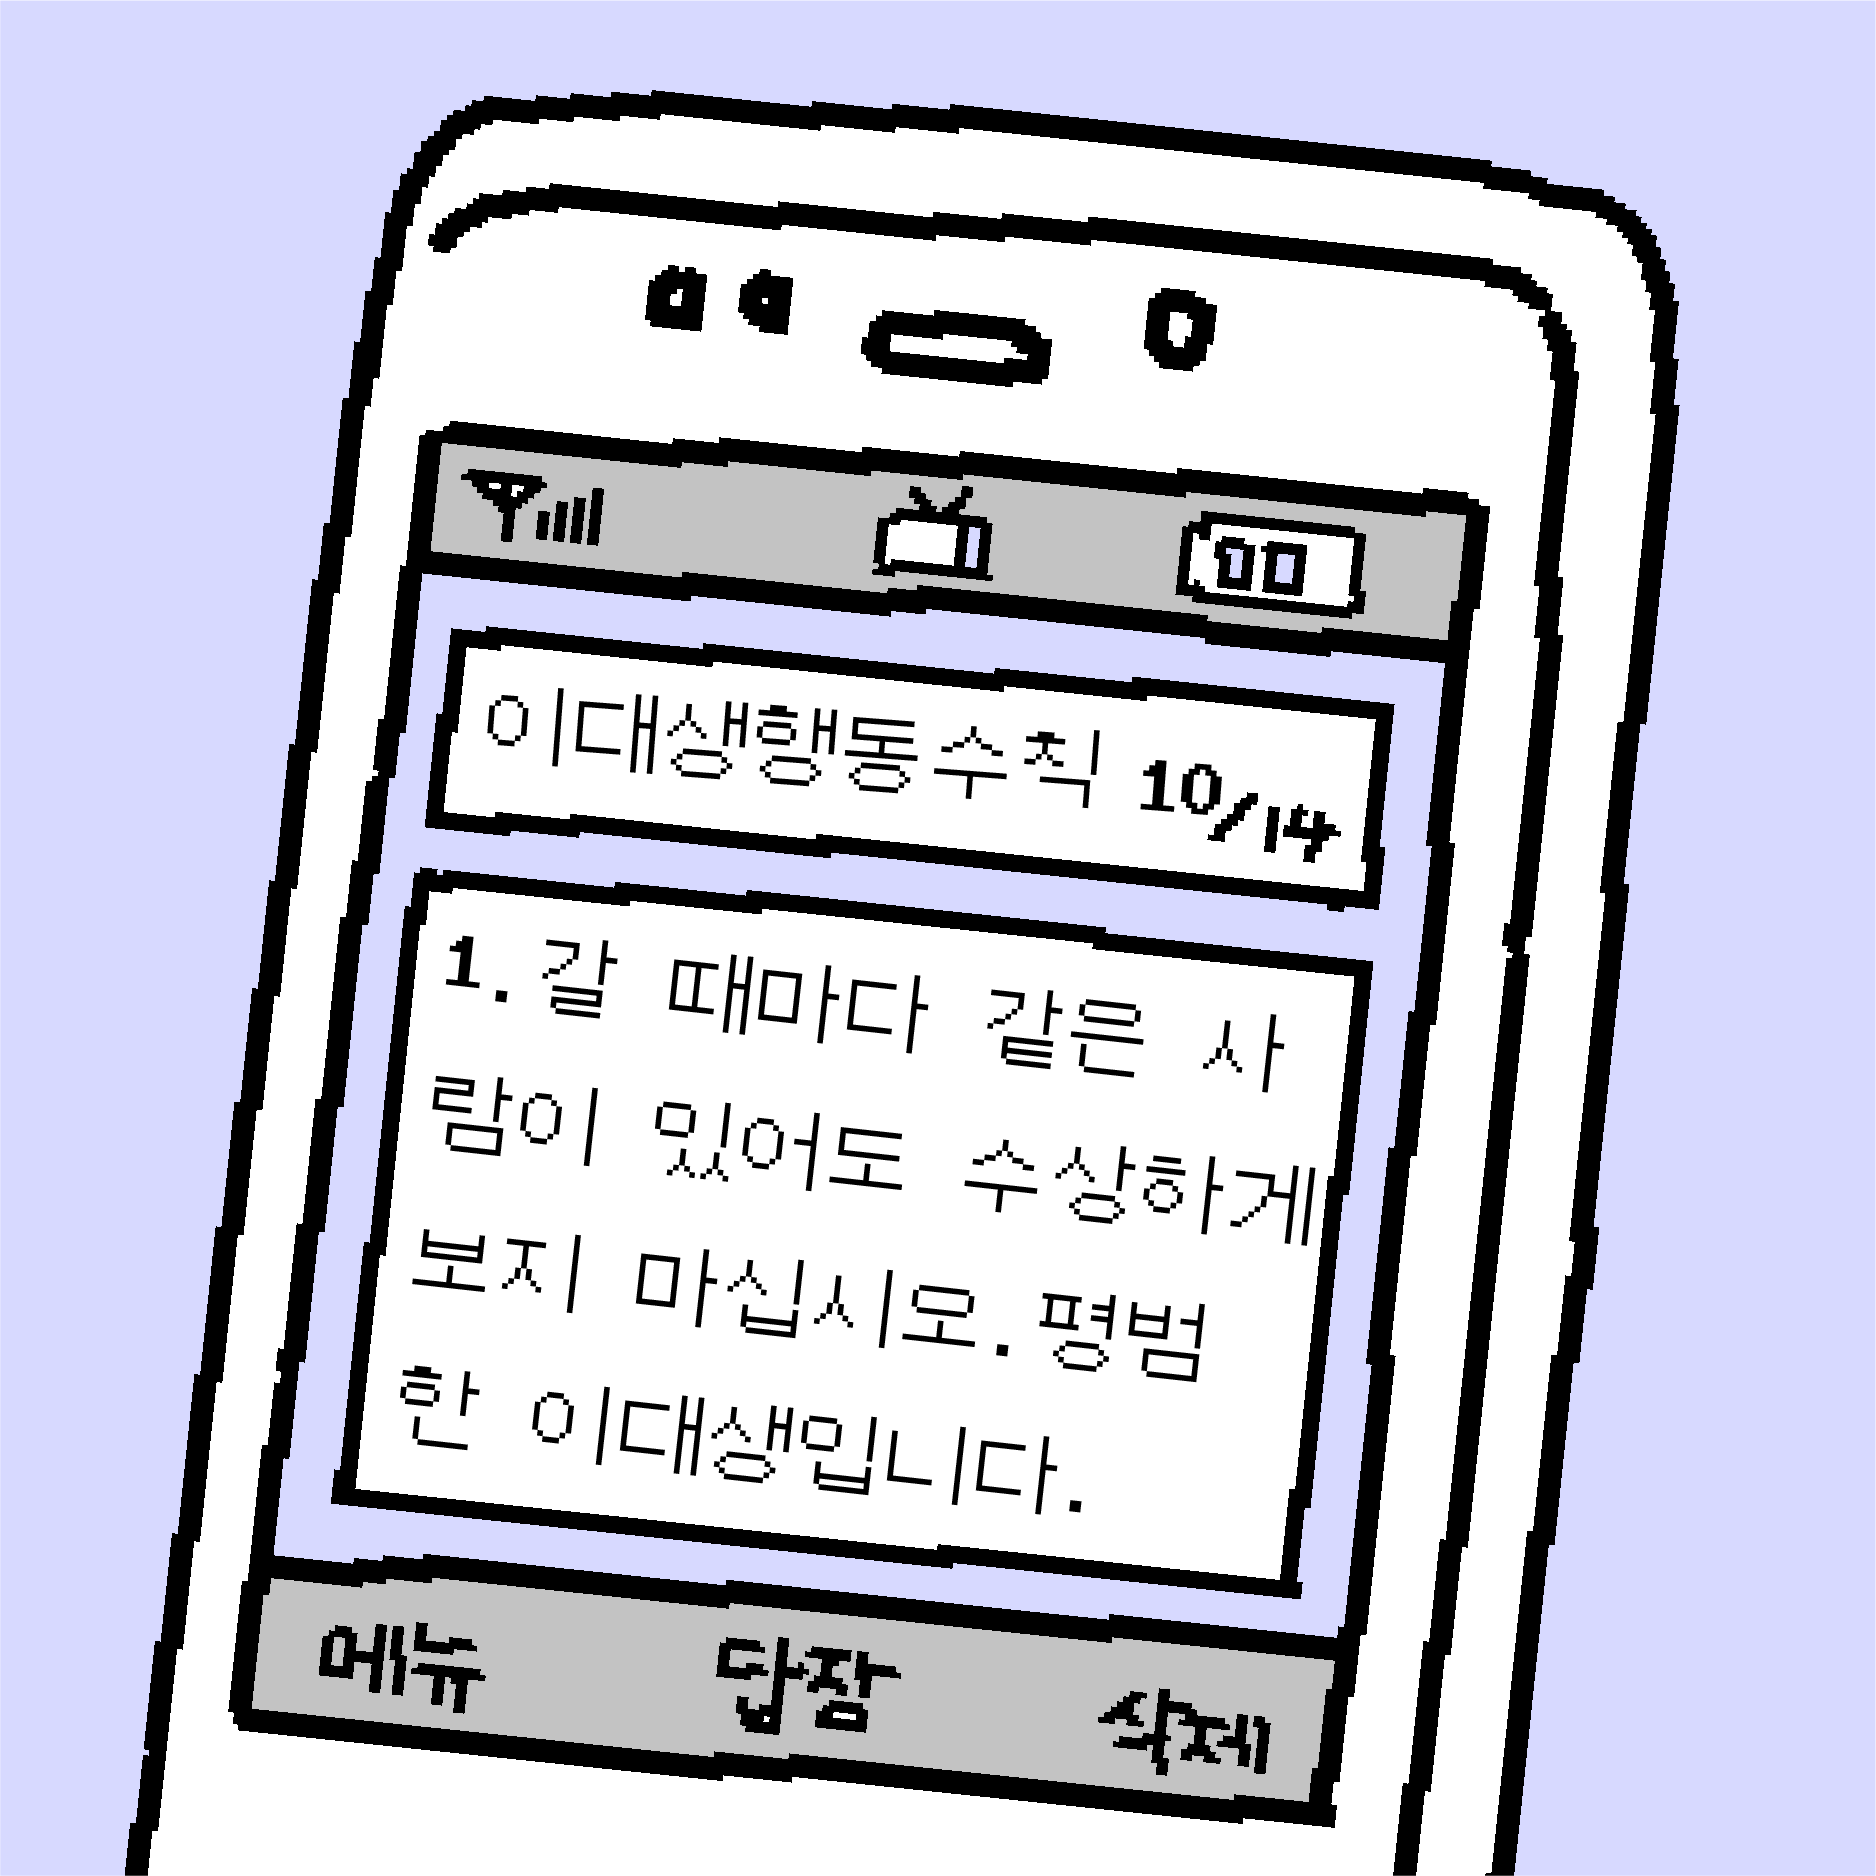 이대생행동수칙 10/14
1. 갈 때마다 같은 사
람이 있어도 수상하게
보지 마십시오. 평범
한 이대생입니다.
메뉴 답장 삭제